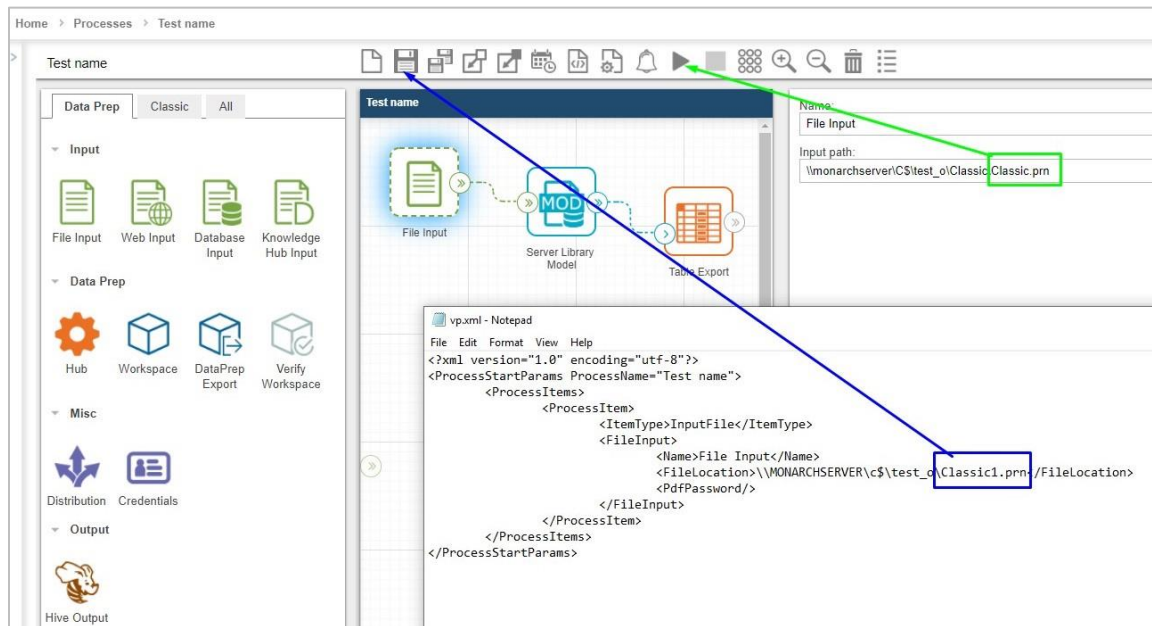 Home > Processes > Test name
>
Test name
Data Prep
Classic
All
Input
File Input
Web Input
Database
Input
Knowledge
Hub Input
Data Prep
Hub
Workspace
DataPrep
Export
Verify
Workspace
Misc
Distribution
Credentials
Output
Hive Output
Test name
File Input
MOD
Server Library
Model
Table Export
Name:
File Input
Input path:
\\monarchserver\C$\test_o\Classic\Classic.prn
vp.xml - Notepad
File Edit Format View Help
<?xml version="1.0" encoding="utf-8"?>
<ProcessStartParams ProcessName="Test name">
<ProcessItems>
<ProcessItem>
<ItemType>InputFile</ItemType>
<FileInput>
<Name>File Input</Name>
<FileLocation>\\MONARCHSERVER\c$\test_o\Classic1.prn</FileLocation>
<PdfPassword/>
</FileInput>
</ProcessItem>
</ProcessItems>
</ProcessStartParams>